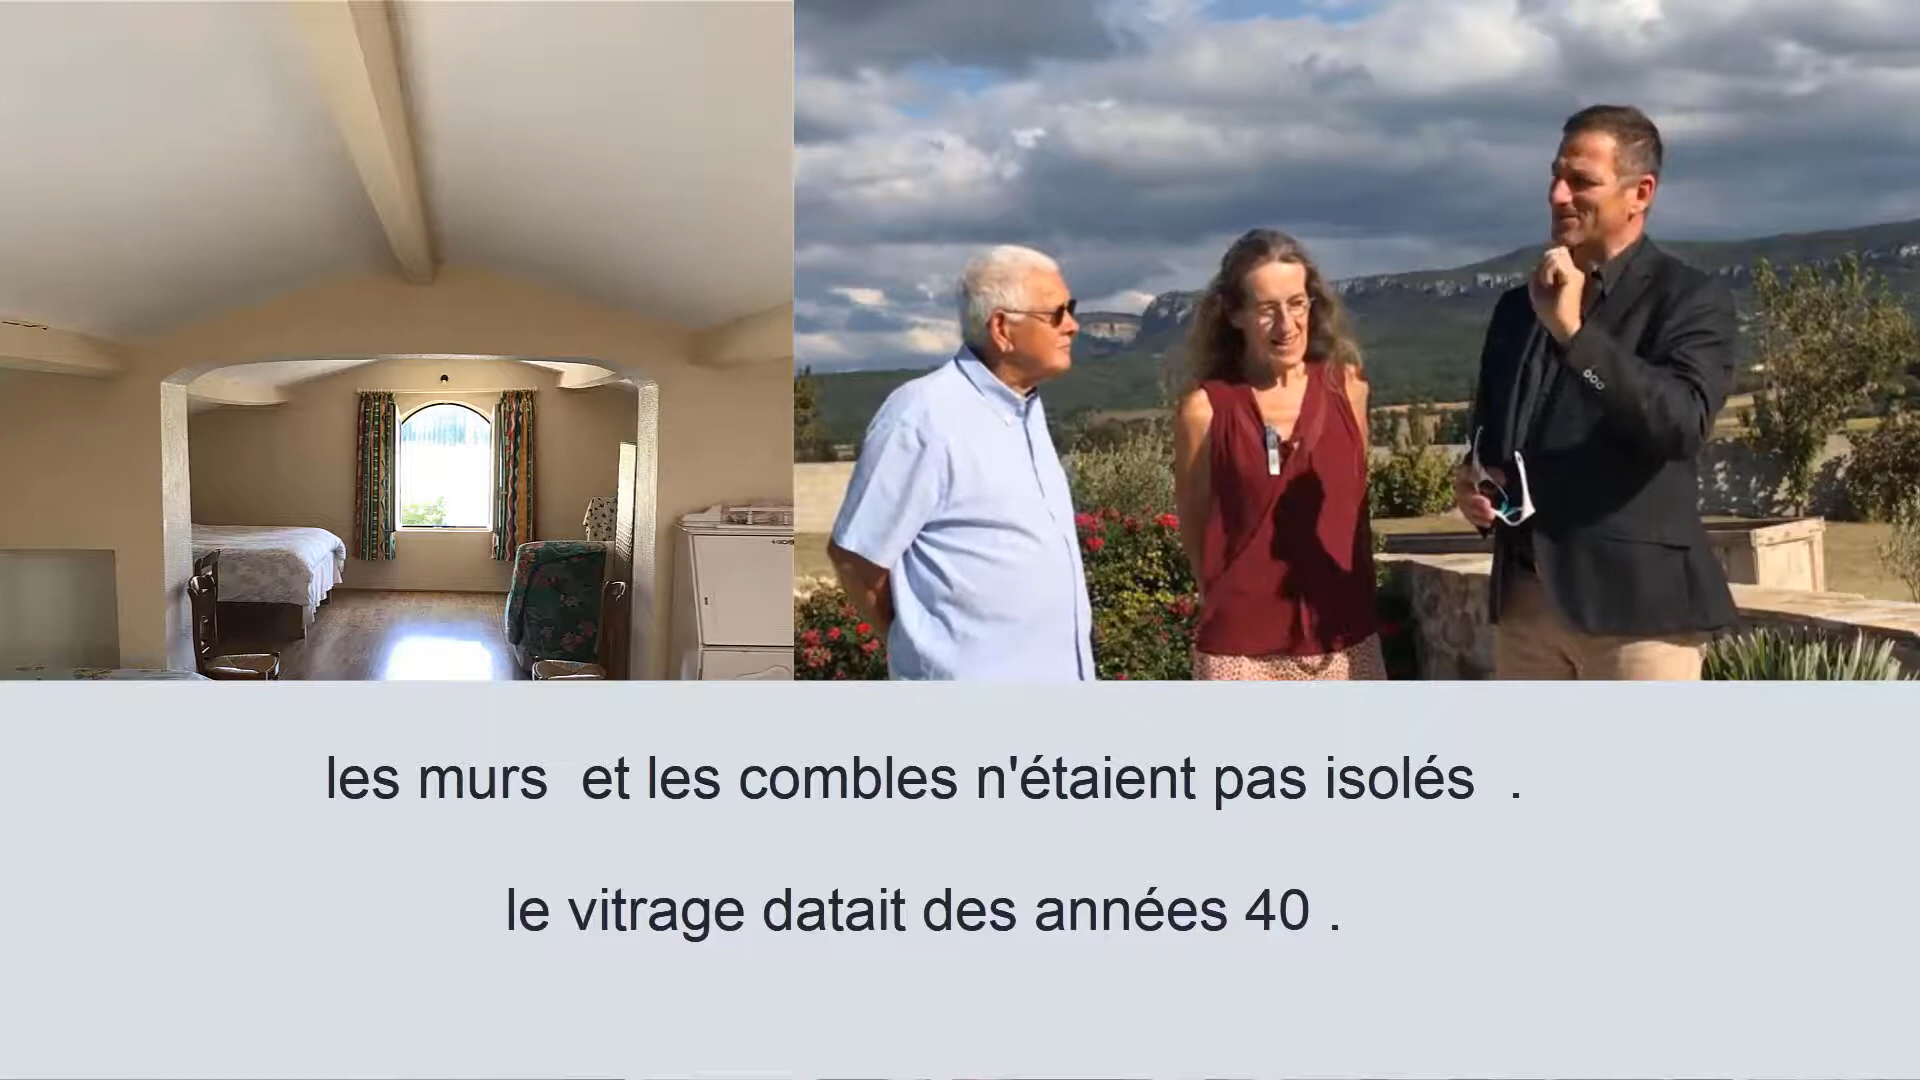 les murs  et les combles n'étaient pas isolés  .
le vitrage datait des années 40 .